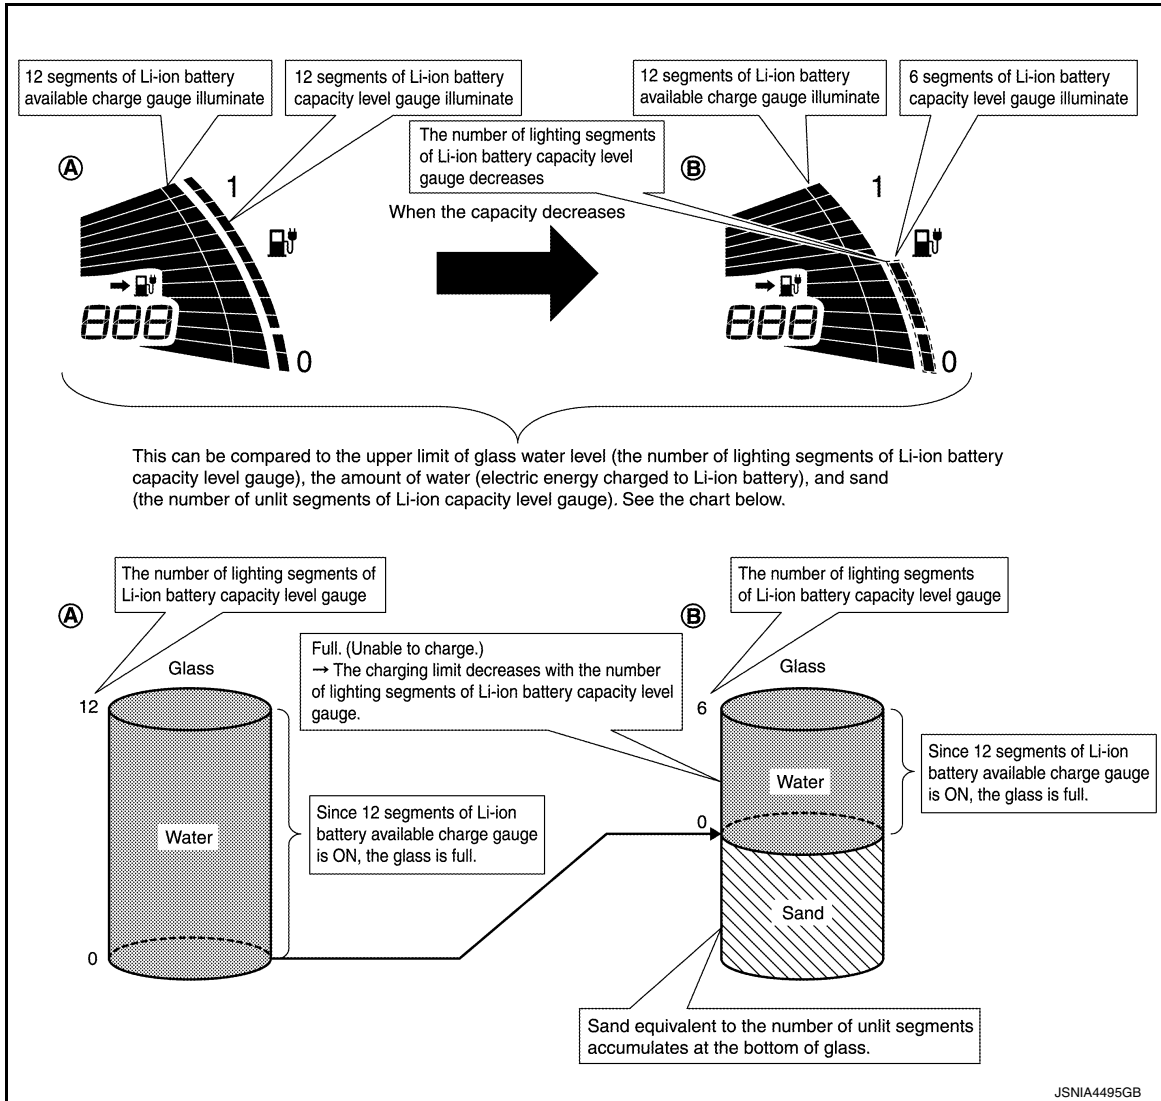 12 segments of Li-ion battery
available charge gauge illuminate
12 segments of Li-ion battery
capacity level gauge illuminate
12 segments of Li-ion battery
available charge gauge illuminate
6 segments of Li-ion battery
capacity level gauge illuminate
The number of lighting segments
of Li-ion battery capacity level
gauge decreases
A
1
888
0
When the capacity decreases
B
1
888
0
This can be compared to the upper limit of glass water level (the number of lighting segments of Li-ion battery
capacity level gauge), the amount of water (electric energy charged to Li-ion battery), and sand
(the number of unlit segments of Li-ion capacity level gauge). See the chart below.
A
The number of lighting segments of
Li-ion battery capacity level gauge
Glass
12
Water
0
Since 12 segments of Li-ion
battery available charge gauge
is ON, the glass is full.
Full. (Unable to charge.)
→ The charging limit decreases with the number
of lighting segments of Li-ion battery capacity level
gauge.
B
The number of lighting segments
of Li-ion battery capacity level gauge
Glass
6
Water
0
Sand
Since 12 segments of Li-ion
battery available charge gauge
is ON, the glass is full.
Sand equivalent to the number of unlit segments
accumulates at the bottom of glass.
JSNIA4495GB